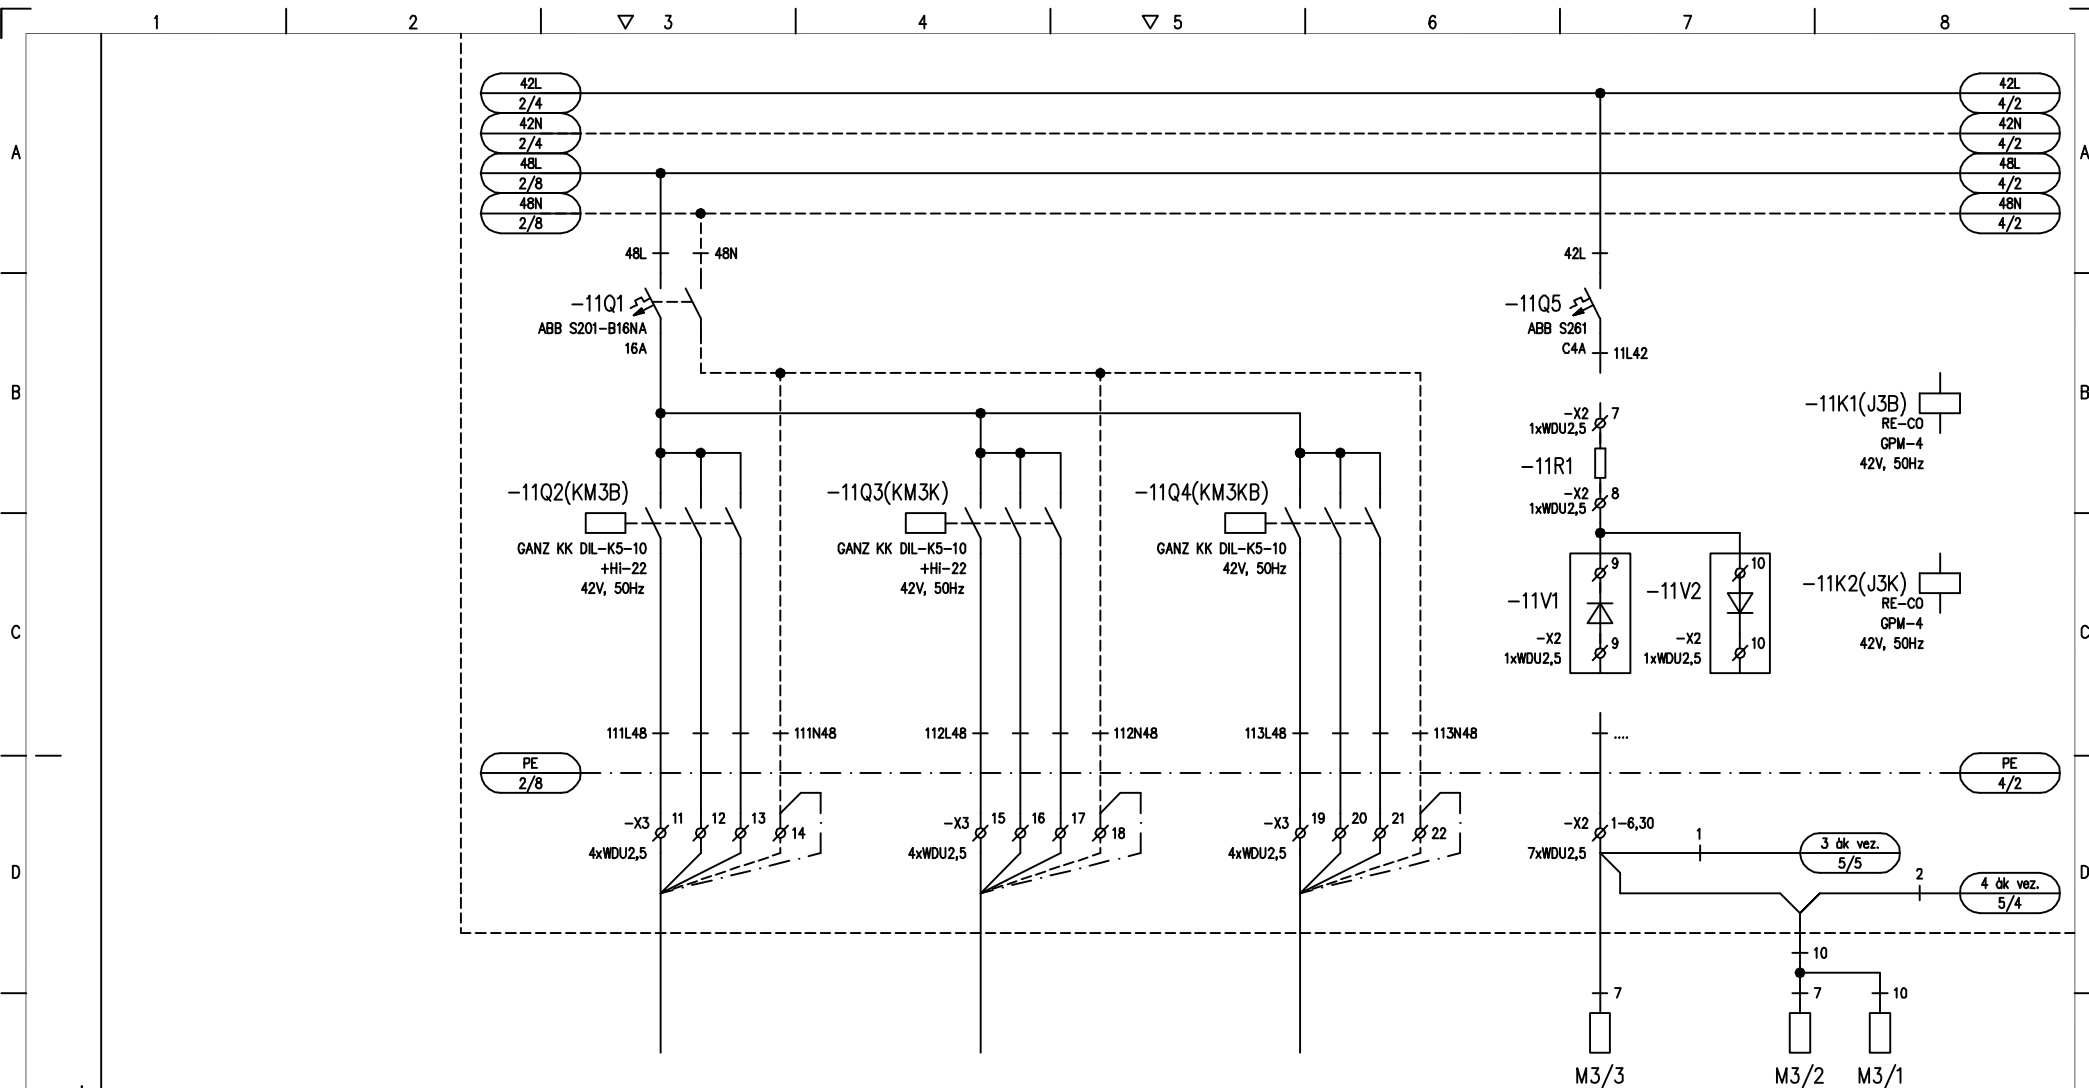 1 2 3 4 5 6 7 8
42L 42L
2/4 4/2
42N 42N
2/4 4/2
A A
48L 48L
2/8 4/2
48N 48N
2/8 4/2
48L 48N 42L
-11Q1
ABB S201-B16NA
16A
-11Q5
ABB S261
C4A 11L42
B B
-X2 7
1xWDU2,5
-11R1
-X2 8
1xWDU2,5
-11K1(J3B)
RE-CO
GPM-4
42V, 50Hz
-11Q2(KM3B)
GANZ KK DIL-K5-10
+Hi-22
42V, 50Hz
-11Q3(KM3K)
GANZ KK DIL-K5-10
+Hi-22
42V, 50Hz
-11Q4(KM3KB)
GANZ KK DIL-K5-10
42V, 50Hz
9
-11V1
-X2 9
1xWDU2,5
10
-11V2
-X2 10
1xWDU2,5
-11K2(J3K)
RE-CO
GPM-4
42V, 50Hz
C C
111L48 111N48 112L48 112N48 113L48 113N48 ....
PE PE
2/8 4/2
-X3 11 12 13 14
4xWDU2,5
-X3 15 16 17 18
4xWDU2,5
-X3 19 20 21 22
4xWDU2,5
-X2 1-6,30
7xWDU2,5
1
3 ák vez.
5/5
D D
2
4 ák vez.
5/4
10
7 7 10
M3/3 M3/2 M3/1